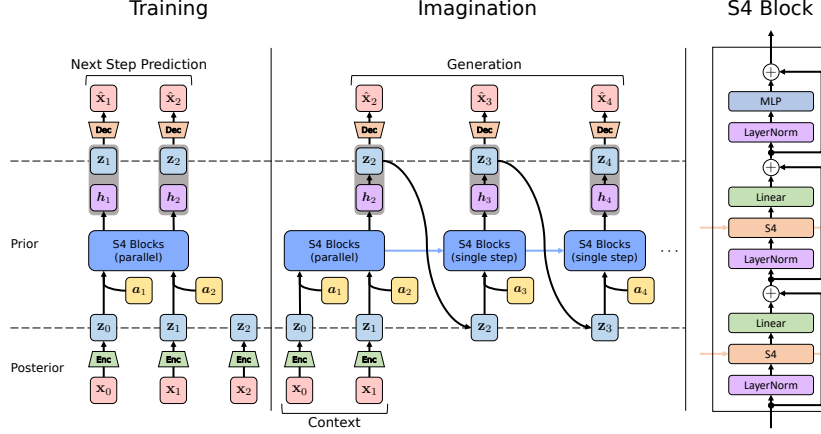 Training
Imagination
S4 Block
Next Step Prediction
Generation
x̂₁ x̂₂ x̂₂ x̂₃ x̂₄
Dec Dec Dec Dec Dec
MLP
LayerNorm
z₁ z₂ z₂ z₃ z₄
h₁ h₂ h₂ h₃ h₄
Linear
S4
LayerNorm
Prior
S4 Blocks
(parallel)
S4 Blocks
(parallel)
S4 Blocks
(single step)
S4 Blocks
(single step)
...
a₁ a₂ a₁ a₂ a₃ a₄
z₀ z₁ z₂ z₀ z₁ z₂ z₃
Linear
S4
LayerNorm
Posterior
Enc Enc Enc Enc Enc
x₀ x₁ x₂ x₀ x₁
Context